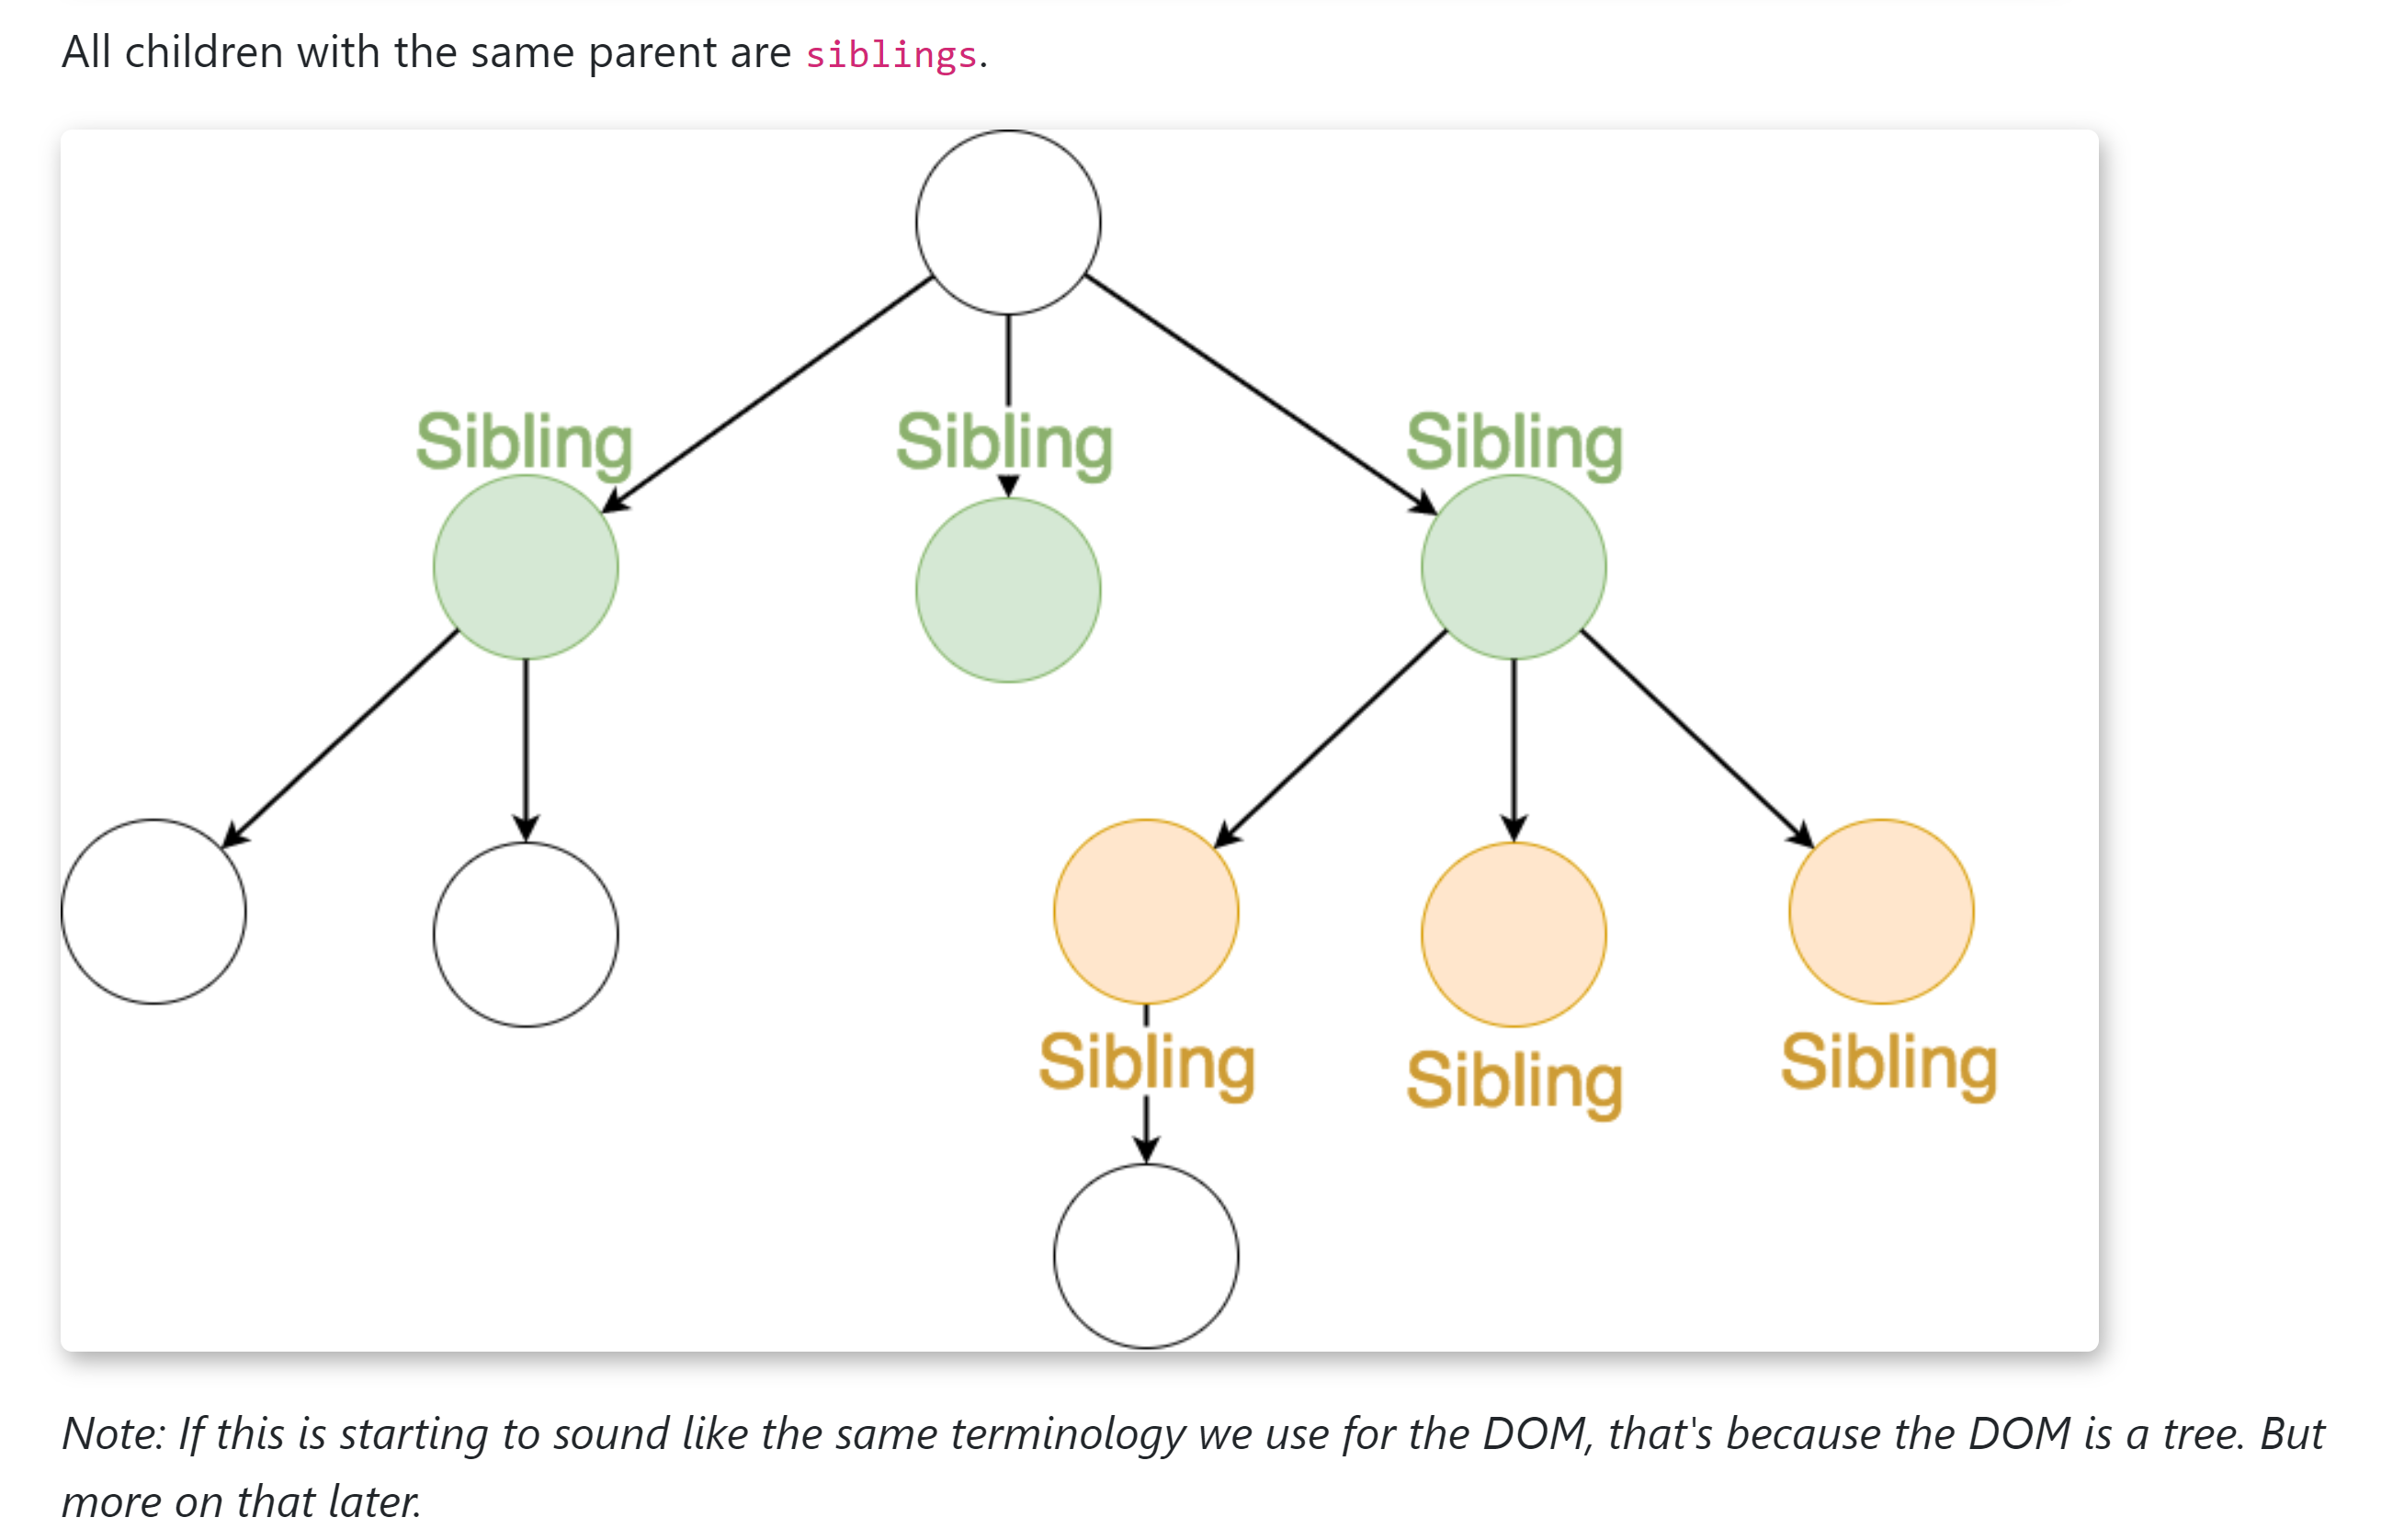 All children with the same parent are siblings.
Sibling Sibling Sibling
Sibling Sibling Sibling
Note: If this is starting to sound like the same terminology we use for the DOM, that's because the DOM is a tree. But
more on that later.